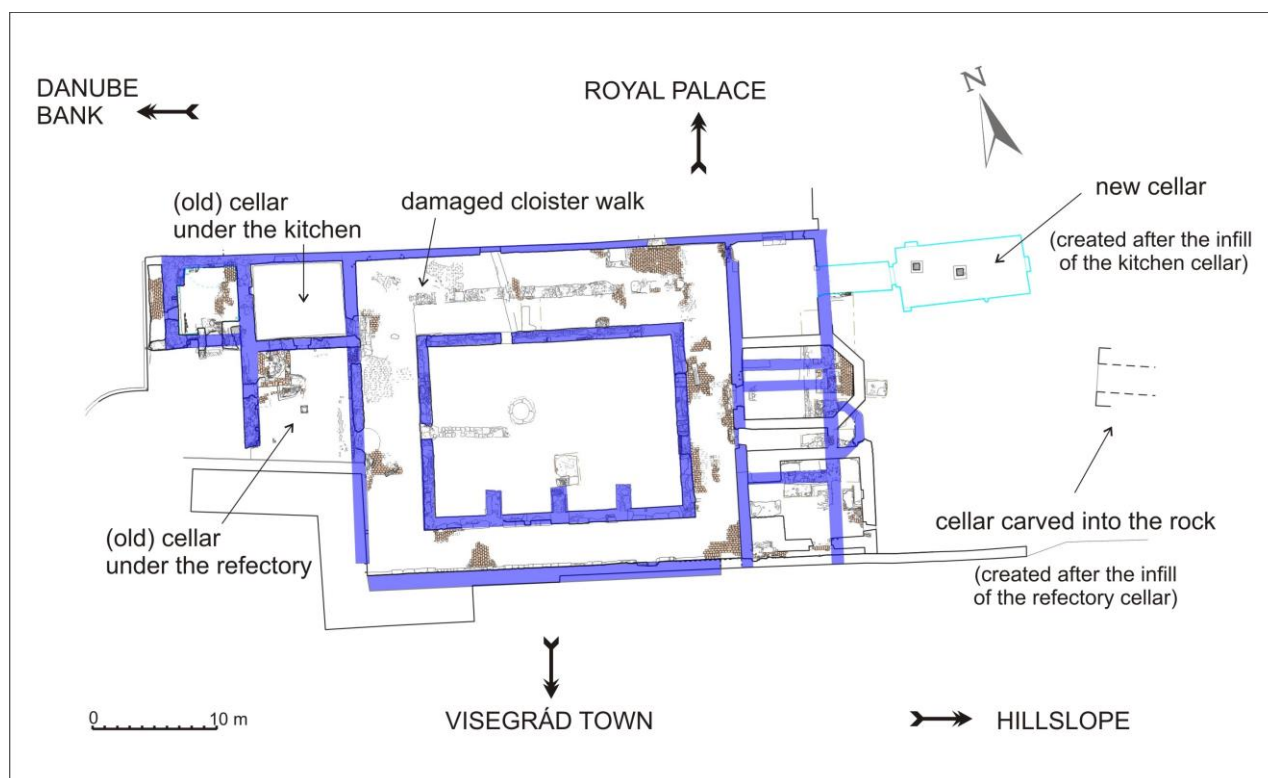 DANUBE
BANK
ROYAL PALACE
N
(old) cellar
under the kitchen
damaged cloister walk
new cellar
(created after the infill
of the kitchen cellar)
(old) cellar
under the refectory
cellar carved into the rock
(created after the infill
of the refectory cellar)
0 10 m
VISEGRÁD TOWN
HILLSLOPE